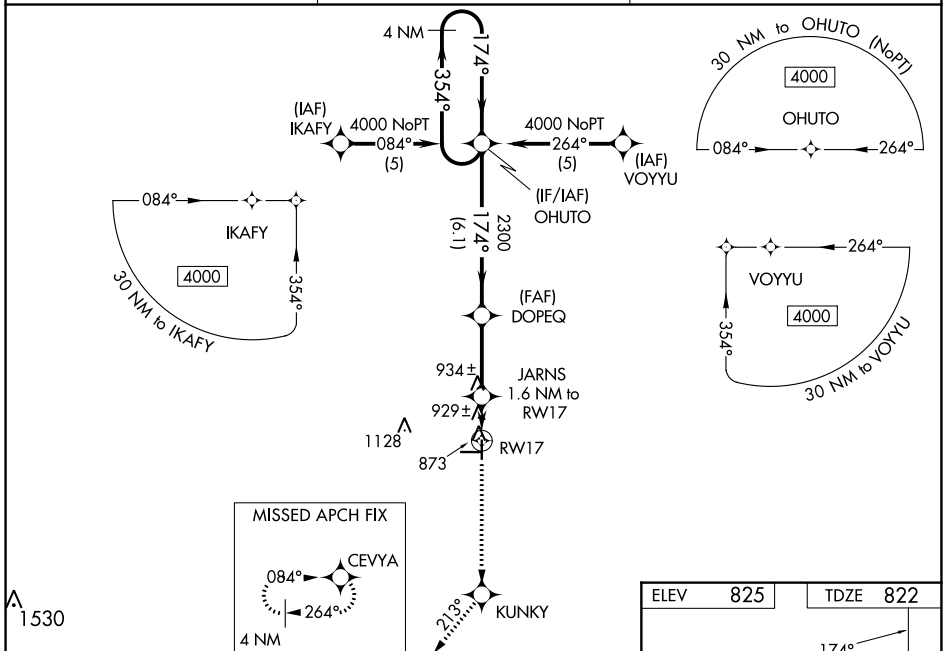 4 NM
174°
354°
(IAF)
IKAFY
4000 NoPT
084°
(5)
4000 NoPT
264°
(5)
(IAF)
VOYYU
(IF/IAF)
OHUTO
30 NM to OHUTO (NoPT)
4000
OHUTO
084°
264°
084°
IKAFY
4000
354°
30 NM to IKAFY
2300
174°
(6.1)
264°
VOYYU
4000
354°
30 NM to VOYYU
(FAF)
DOPEQ
934±
JARNS
1.6 NM to
RW17
929±
1128
873
RW17
MISSED APCH FIX
CEVYA
084°
264°
4 NM
KUNKY
213°
1530
ELEV 825
TDZE 822
174°